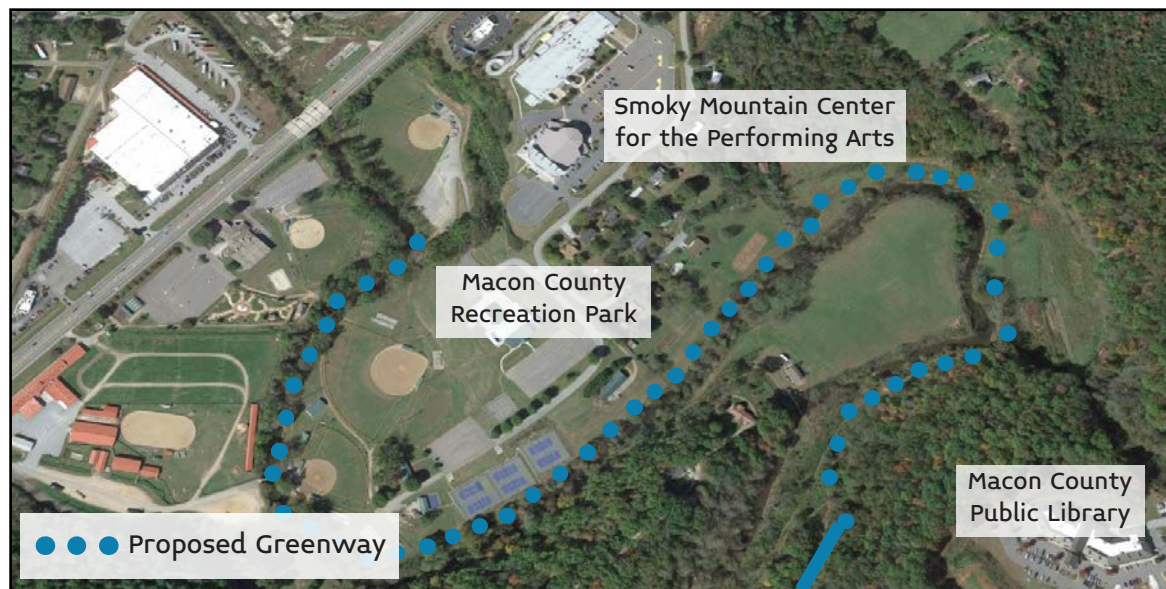 Smoky Mountain Center
for the Performing Arts
Macon County
Recreation Park
Macon County
Public Library
Proposed Greenway